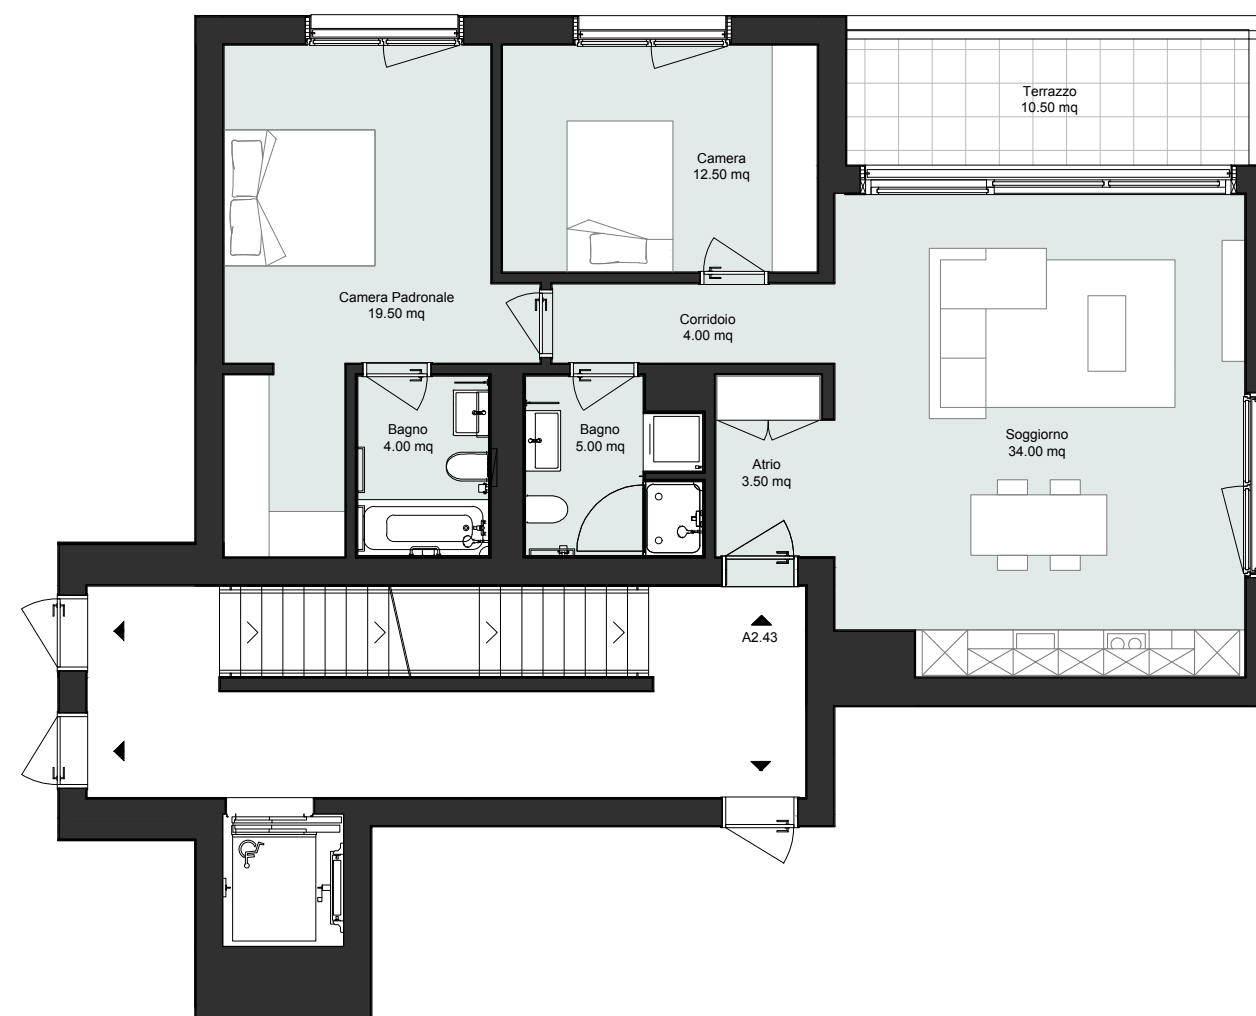 Terrazzo
10.50 mq
Camera
12.50 mq
Camera Padronale
19.50 mq
Corridoio
4.00 mq
Bagno
4.00 mq
Bagno
5.00 mq
Atrio
3.50 mq
Soggiorno
34.00 mq
A2.43